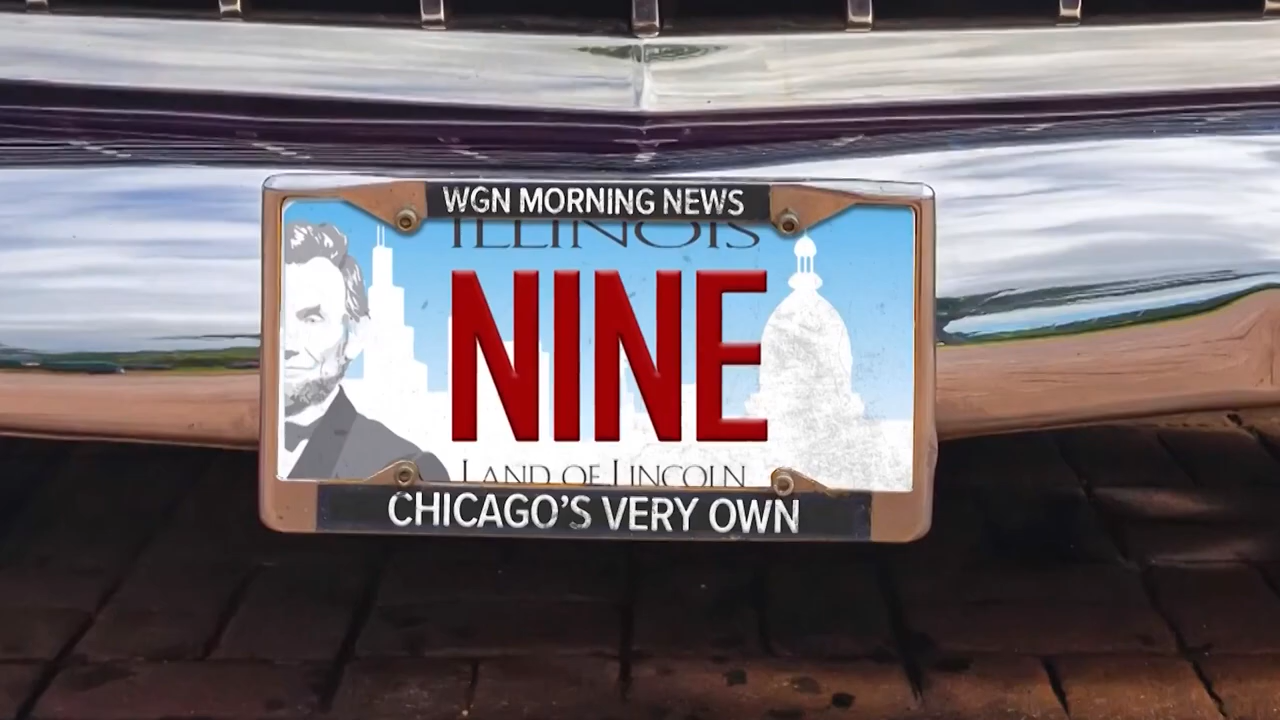 WGN MORNING NEWS
ILLINOIS
NINE
LAND OF LINCOLN
CHICAGO'S VERY OWN